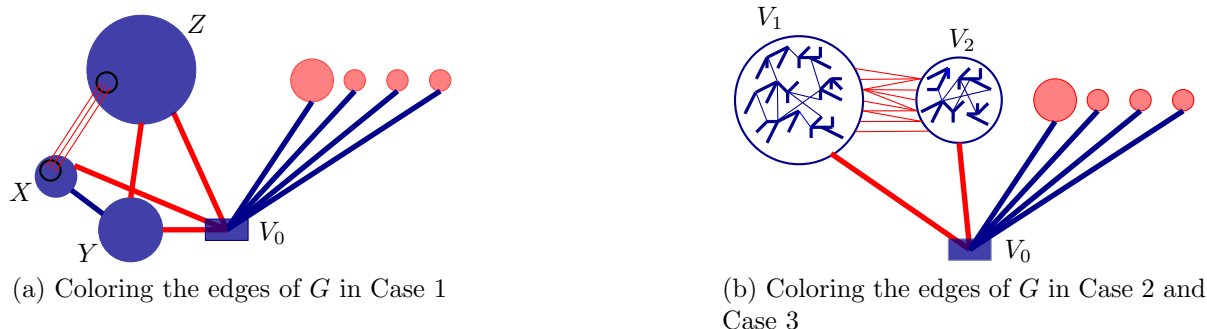 Z
X
Y
V₀
(a) Coloring the edges of G in Case 1
V₁
V₂
V₀
(b) Coloring the edges of G in Case 2 and
Case 3